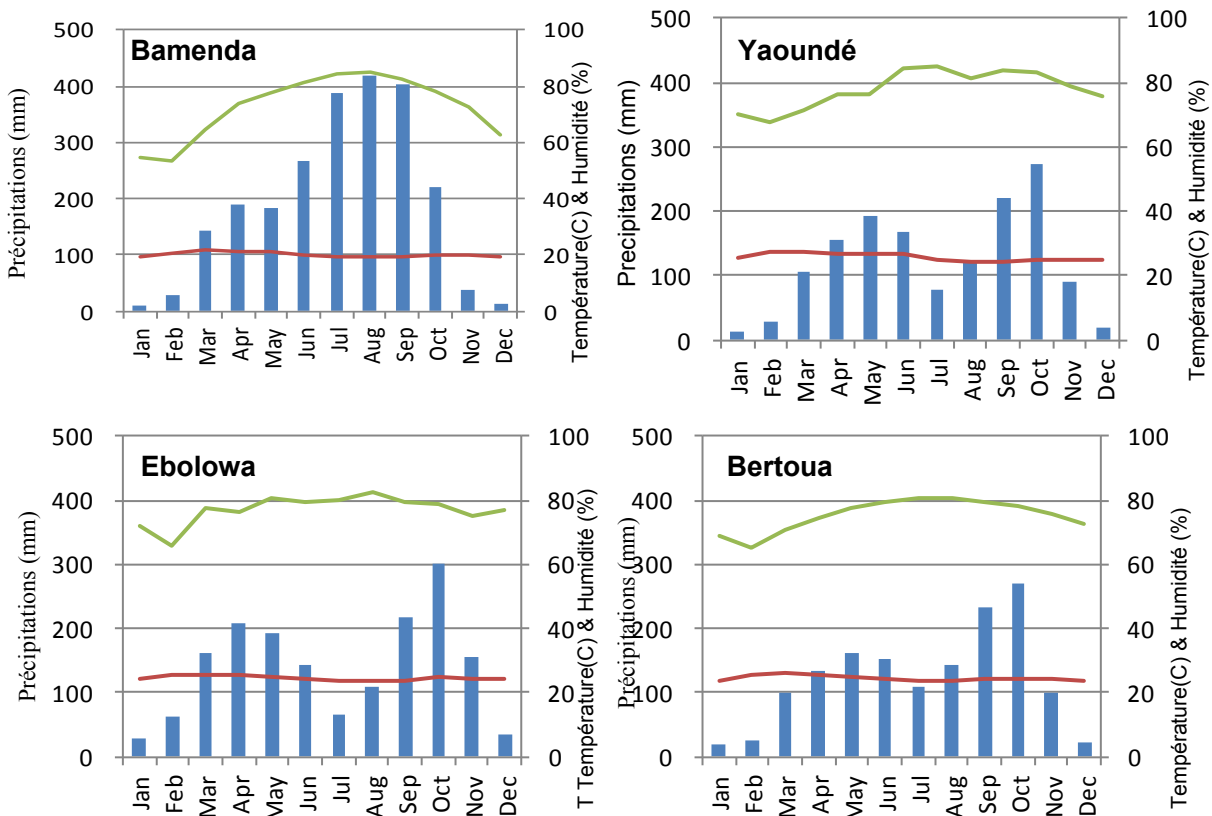 Bamenda
Précipitations (mm)
500
400
300
200
100
0
100
80
60
40
20
0
Température(C) & Humidité (%)
Jan
Feb
Mar
Apr
May
Jun
Jul
Aug
Sep
Oct
Nov
Dec
Yaoundé
Precipitations (mm)
500
400
300
200
100
0
100
80
60
40
20
0
Température(C) & Humidité (%)
Jan
Feb
Mar
Apr
May
Jun
Jul
Aug
Sep
Oct
Nov
Dec
Ebolowa
Précipitations (mm)
500
400
300
200
100
0
100
80
60
40
20
0
T Température(C) & Humidité (%)
Jan
Feb
Mar
Apr
May
Jun
Jul
Aug
Sep
Oct
Nov
Dec
Bertoua
Précipitations (mm)
500
400
300
200
100
0
100
80
60
40
20
0
Température(C) & Humidité (%)
Jan
Feb
Mar
Apr
May
Jun
Jul
Aug
Sep
Oct
Nov
Dec